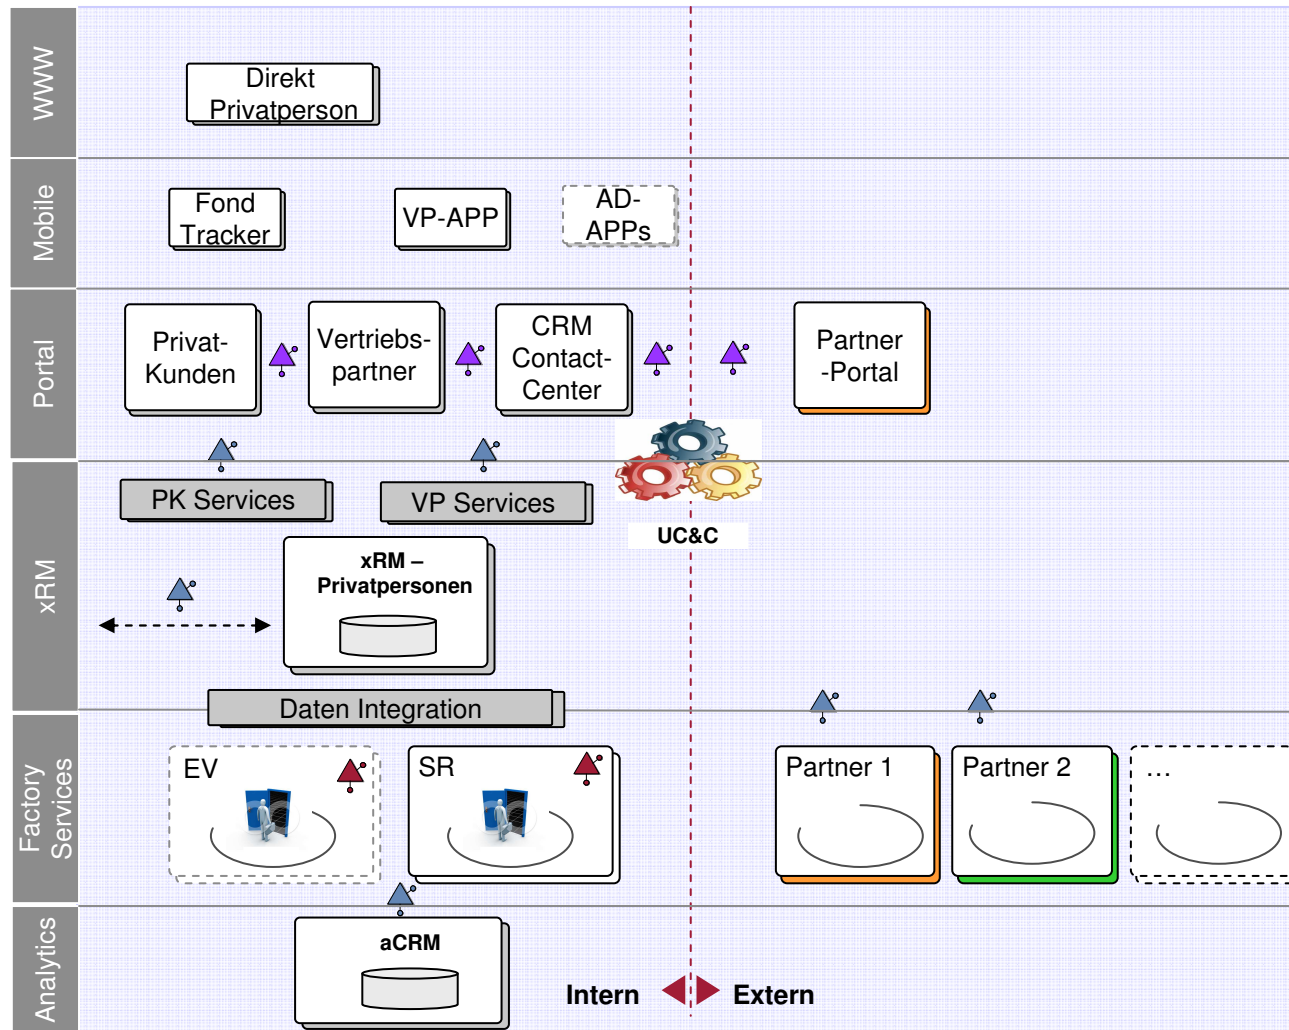 WWW
Direkt
Privatperson
Mobile
Fond
Tracker
VP-APP
AD-
APPs
Portal
Privat-
Kunden
Vertriebs-
partner
CRM
Contact-
Center
Partner
-Portal
xRM
PK Services
VP Services
UC&C
xRM –
Privatpersonen
Daten Integration
Factory
Services
EV
SR
Partner 1
Partner 2
...
Analytics
aCRM
Intern
Extern